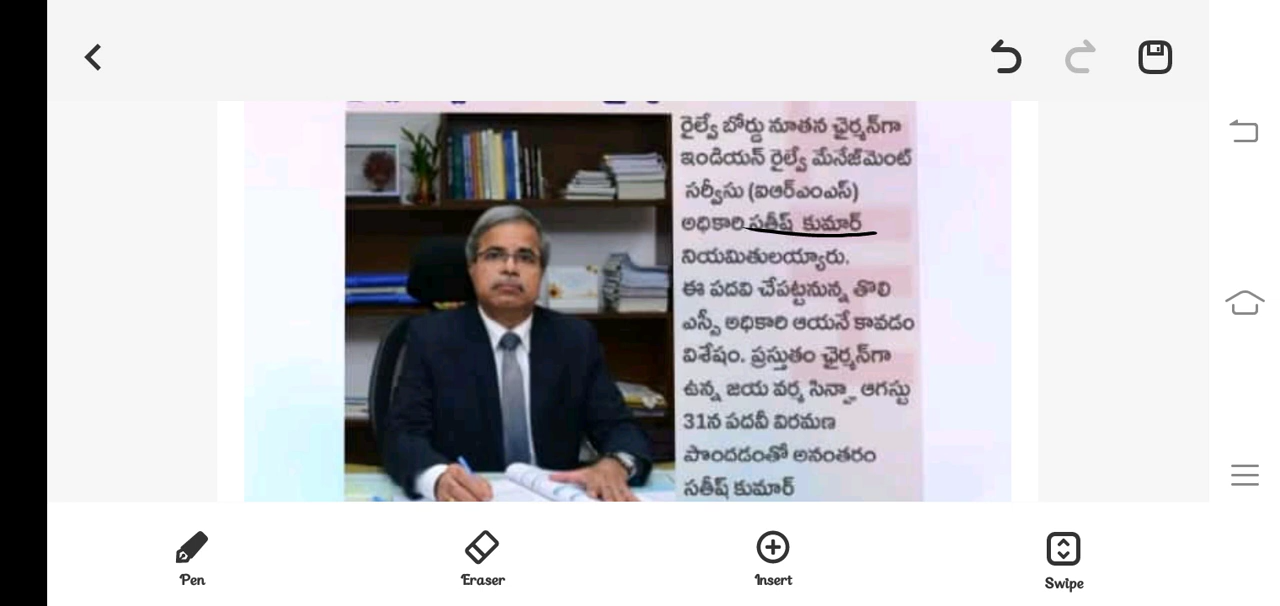 రైల్వే బోర్డు నూతన ఛైర్మన్‌గా
ఇండియన్ రైల్వే మేనేజ్‌మెంట్
సర్వీసు (ఐఆర్ఎంఎస్)
అధికారి సతీష్ కుమార్
నియమితులయ్యారు.
ఈ పదవి చేపట్టనున్న తొలి
ఎస్సీ అధికారి ఆయనే కావడం
విశేషం. ప్రస్తుతం ఛైర్మన్‌గా
ఉన్న జయ వర్మ సిన్హా ఆగస్టు
31న పదవీ విరమణ
పొందడంతో అనంతరం
సతీష్ కుమార్
Pen
Eraser
Insert
Swipe